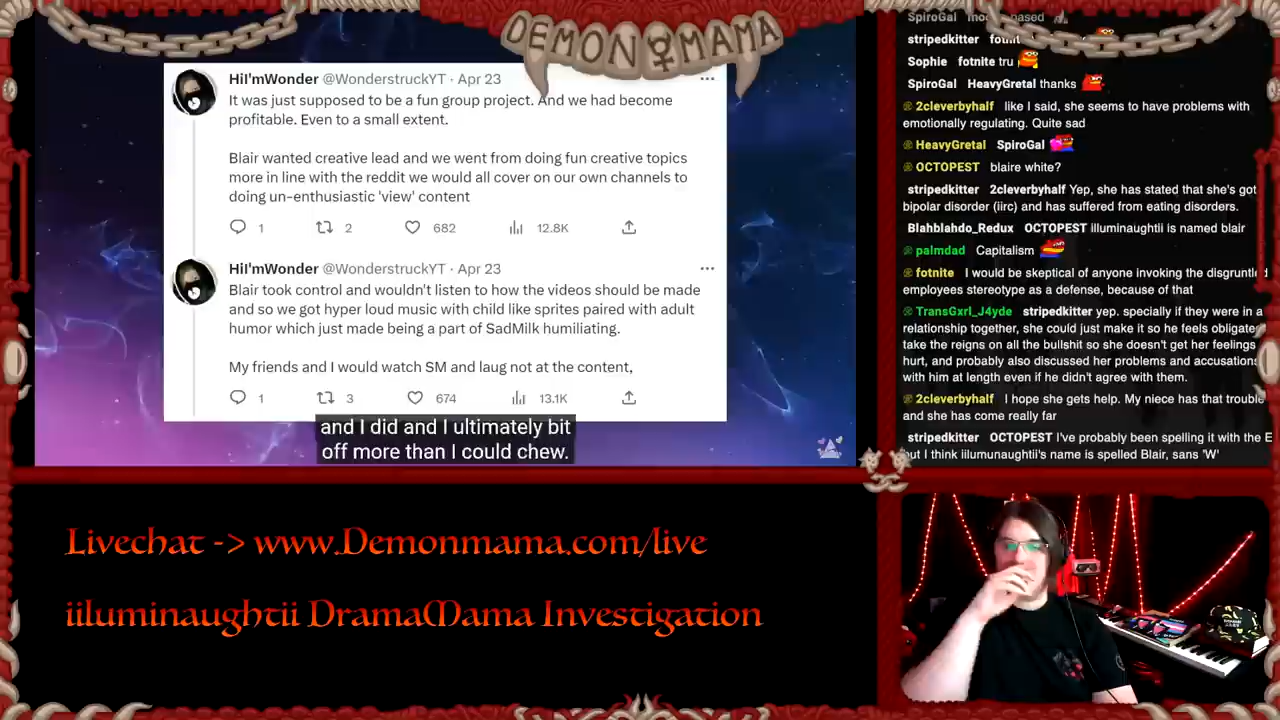 DEMON MAMA
HiI'mWonder @WonderstruckYT · Apr 23
It was just supposed to be a fun group project. And we had become
profitable. Even to a small extent.
Blair wanted creative lead and we went from doing fun creative topics
more in line with the reddit we would all cover on our own channels to
doing un-enthusiastic 'view' content
1 2 682 12.8K
HiI'mWonder @WonderstruckYT · Apr 23
Blair took control and wouldn't listen to how the videos should be made
and so we got hyper loud music with child like sprites paired with adult
humor which just made being a part of SadMilk humiliating.
My friends and I would watch SM and laug not at the content,
1 3 674 13.1K
and I did and I ultimately bit
off more than I could chew.
SpiroGal
stripedkitter
Sophie fotnite tru
SpiroGal HeavyGretal thanks
2cleverbyhalf like I said, she seems to have problems with
emotionally regulating. Quite sad
HeavyGretal SpiroGal
OCTOPEST blaire white?
stripedkitter 2cleverbyhalf Yep, she has stated that she's got
bipolar disorder (iirc) and has suffered from eating disorders.
Blahblahdo_Redux OCTOPEST illuminaughtii is named blair
palmdad Capitalism
fotnite I would be skeptical of anyone invoking the disgruntled
employees stereotype as a defense, because of that
TransGxrl_J4yde stripedkitter yep. specially if they were in a
relationship together, she could just make it so he feels obligate
take the reigns on all the bullshit so she doesn't get her feelings
hurt, and probably also discussed her problems and accusations
with him at length even if he didn't agree with them.
2cleverbyhalf I hope she gets help. My niece has that trouble
and she has come really far
stripedkitter OCTOPEST I've probably been spelling it with the E
but I think iilumunaughtii's name is spelled Blair, sans 'W'
Livechat -> www.Demonmama.com/live
iiluminaughtii DramaMama Investigation